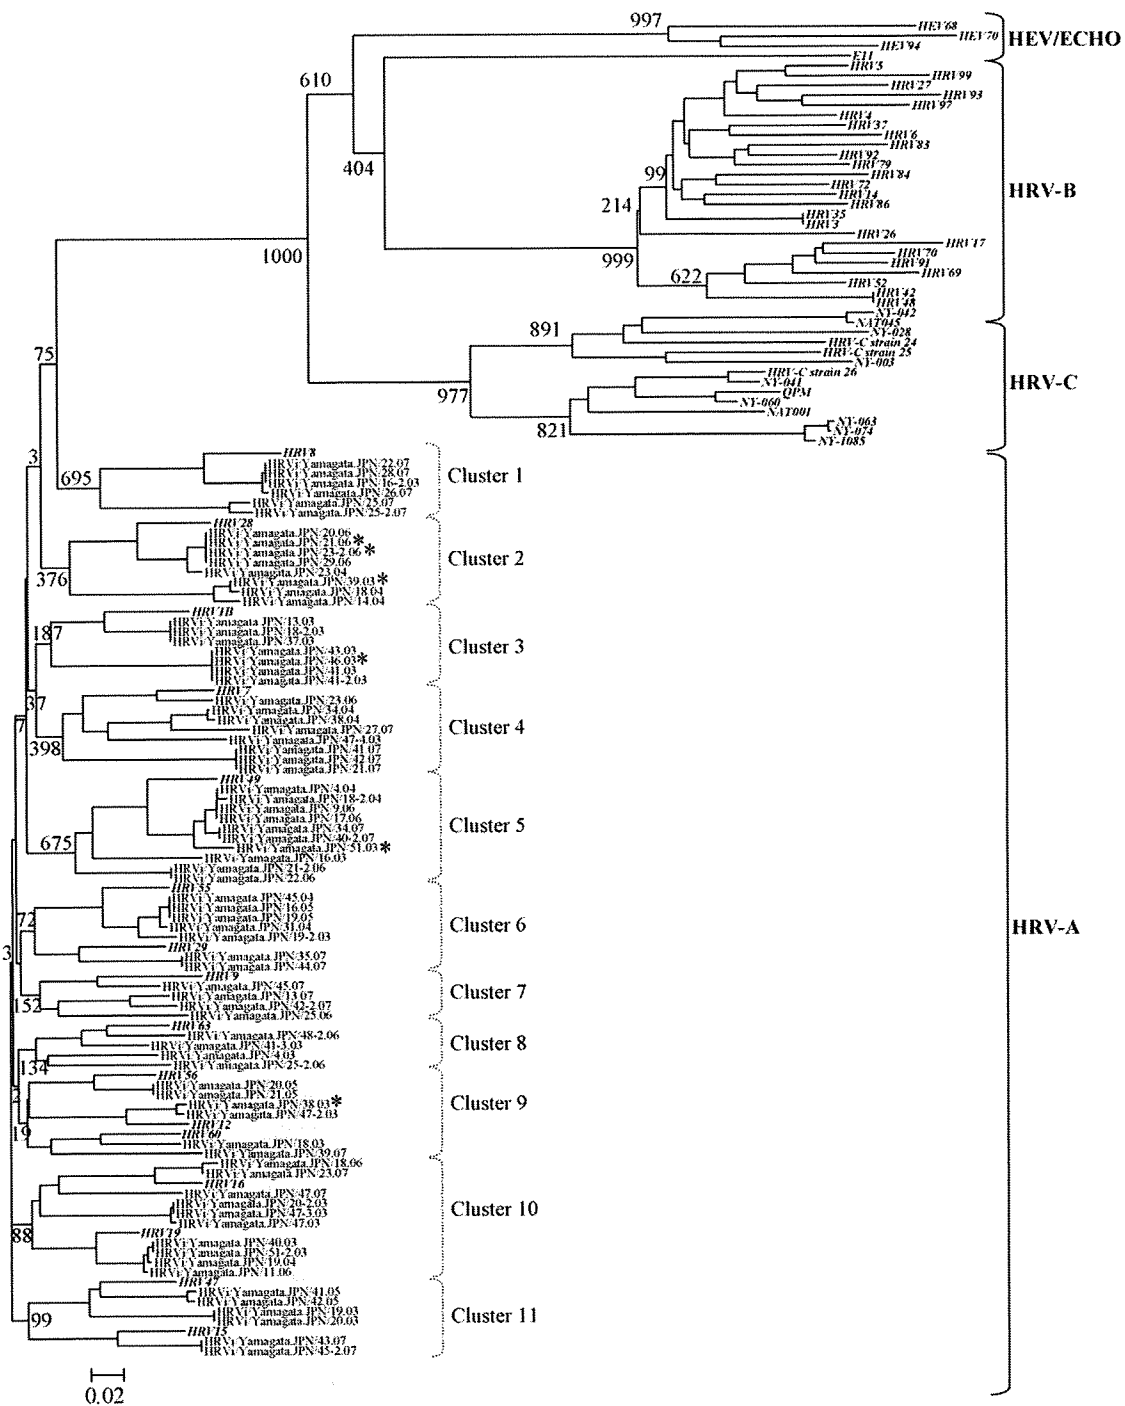 997
HEV68
HEV70
HEV94
HEV/ECHO
610
E11
404
HRV5
HRV99
HRV27
HRV93
HRV97
HRV4
HRV37
HRV6
HRV83
HRV92
HRV79
99
HRV84
HRV72
HRV14
HRV86
HRV-B
214
HRV35
HRV3
HRV26
1000
999
HRV17
HRV70
HRV91
HRV69
622
HRV52
HRV42
HRV48
NY-042
NAT045
891
NY-028
HRV-C strain 24
HRV-C strain 25
NY-003
75
HRV-C strain 26
NY-041
QPM
NY-060
NAT001
HRV-C
977
821
NY-063
NY-074
NY-1085
3
695
HRV8
HRVi/Yamagata.JPN/22.07
HRVi/Yamagata.JPN/28.07
HRVi/Yamagata.JPN/16-2.03
HRVi/Yamagata.JPN/26.07
HRVi/Yamagata.JPN/25.07
HRVi/Yamagata.JPN/25-2.07
Cluster 1
HRV28
HRVi/Yamagata.JPN/20.06
HRVi/Yamagata.JPN/21.06*
HRVi/Yamagata.JPN/23-2.06*
HRVi/Yamagata.JPN/29.06
HRVi/Yamagata.JPN/23.04
HRVi/Yamagata.JPN/39.03*
HRVi/Yamagata.JPN/18.04
HRVi/Yamagata.JPN/14.04
Cluster 2
376
HRV1B
HRVi/Yamagata.JPN/13.03
HRVi/Yamagata.JPN/18-2.03
HRVi/Yamagata.JPN/37.03
HRVi/Yamagata.JPN/43.03
HRVi/Yamagata.JPN/46.03*
HRVi/Yamagata.JPN/41.03
HRVi/Yamagata.JPN/41-2.03
Cluster 3
187
37
7
HRV7
HRVi/Yamagata.JPN/23.06
HRVi/Yamagata.JPN/34.04
HRVi/Yamagata.JPN/38.04
HRVi/Yamagata.JPN/27.07
HRVi/Yamagata.JPN/47-4.03
HRVi/Yamagata.JPN/41.07
HRVi/Yamagata.JPN/42.07
HRVi/Yamagata.JPN/21.07
Cluster 4
398
HRV49
HRVi/Yamagata.JPN/4.04
HRVi/Yamagata.JPN/18-2.04
HRVi/Yamagata.JPN/9.06
HRVi/Yamagata.JPN/17.06
HRVi/Yamagata.JPN/34.07
HRVi/Yamagata.JPN/40-2.07
HRVi/Yamagata.JPN/51.03*
HRVi/Yamagata.JPN/16.03
HRVi/Yamagata.JPN/21-2.06
HRVi/Yamagata.JPN/22.06
Cluster 5
675
HRV55
HRVi/Yamagata.JPN/45.04
HRVi/Yamagata.JPN/16.05
HRVi/Yamagata.JPN/19.05
HRVi/Yamagata.JPN/31.04
HRVi/Yamagata.JPN/19-2.03
HRV29
HRVi/Yamagata.JPN/35.07
HRVi/Yamagata.JPN/44.07
Cluster 6
72
3
HRV-A
HRV9
HRVi/Yamagata.JPN/45.07
HRVi/Yamagata.JPN/13.07
HRVi/Yamagata.JPN/42-2.07
HRVi/Yamagata.JPN/25.06
Cluster 7
152
HRV63
HRVi/Yamagata.JPN/48-2.06
HRVi/Yamagata.JPN/41-3.03
HRVi/Yamagata.JPN/4.03
HRVi/Yamagata.JPN/25-2.06
Cluster 8
134
2
HRV56
HRVi/Yamagata.JPN/20.05
HRVi/Yamagata.JPN/21.05
HRVi/Yamagata.JPN/38.03*
HRVi/Yamagata.JPN/47-2.03
HRV12
HRV60
HRVi/Yamagata.JPN/18.03
HRVi/Yamagata.JPN/39.07
Cluster 9
19
HRVi/Yamagata.JPN/18.06
HRVi/Yamagata.JPN/23.07
HRV16
HRVi/Yamagata.JPN/47.07
HRVi/Yamagata.JPN/20-2.03
HRVi/Yamagata.JPN/47-3.03
HRVi/Yamagata.JPN/47.03
HRV19
HRVi/Yamagata.JPN/40.03
HRVi/Yamagata.JPN/51-2.03
HRVi/Yamagata.JPN/19.04
HRVi/Yamagata.JPN/11.06
Cluster 10
88
HRV47
HRVi/Yamagata.JPN/41.05
HRVi/Yamagata.JPN/42.05
HRVi/Yamagata.JPN/19.03
HRVi/Yamagata.JPN/20.03
HRV15
HRVi/Yamagata.JPN/43.07
HRVi/Yamagata.JPN/45-2.07
Cluster 11
99
0.02